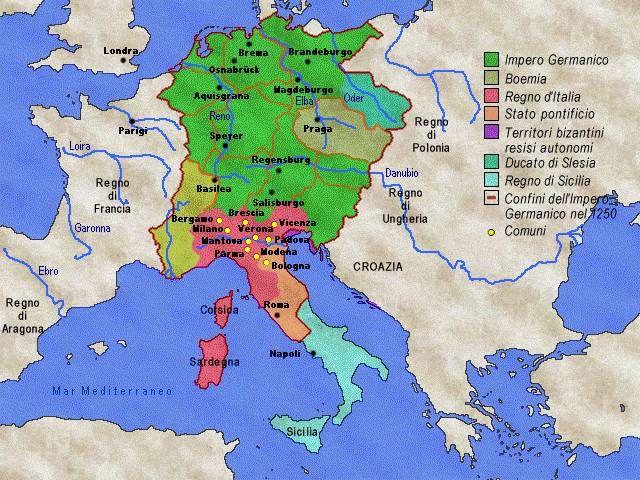 Londra
Brema
Brandeburgo
Osnabrück
Aquisgrana
Magdeburgo
Elba
Oder
Reno
Parigi
Praga
Speyer
Loira
Regensburg
Danubio
Basilea
Salisburgo
Regno
di
Francia
Regno
di
Polonia
Regno
di
Ungheria
Garonna
Bergamo
Brescia
Vicenza
Milano
Verona
Mantova
Padova
Parma
Modena
Bologna
CROAZIA
Ebro
Regno
di
Aragona
Corsida
Roma
Sardegna
Napoli
Mar Mediterraneo
Sicilia
Impero Germanico
Boemia
Regno d'Italia
Stato pontificio
Territori bizantini
resisi autonomi
Ducato di Slesia
Regno di Sicilia
Confini dell'Impero
Germanico nel 1250
Comuni